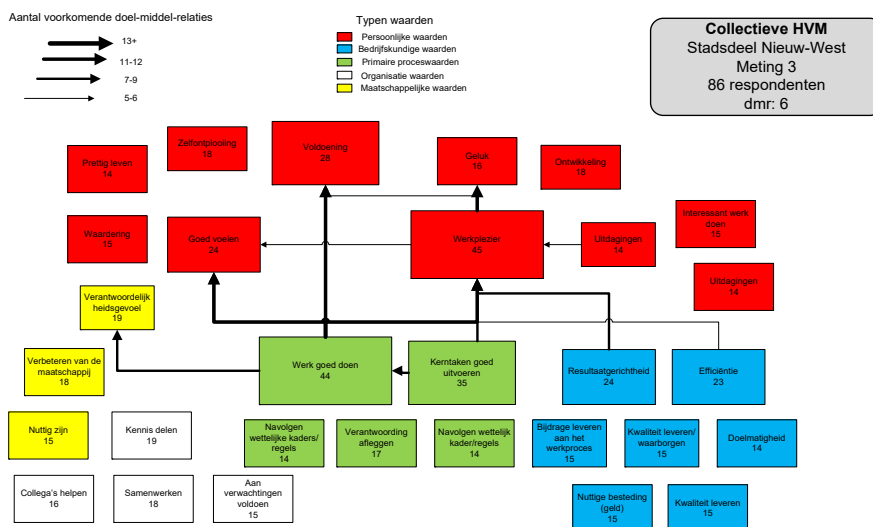 Aantal voorkomende doel-middel-relaties
13+
11-12
7-9
5-6
Typen waarden
Persoonlijke waarden
Bedrijfskundige waarden
Primaire proceswaarden
Organisatie waarden
Maatschappelijke waarden
Collectieve HVM
Stadsdeel Nieuw-West
Meting 3
86 respondenten
dmr: 6
Prettig leven
14
Zelfontplooiing
18
Voldoening
28
Geluk
16
Ontwikkeling
18
Waardering
15
Goed voelen
24
Werkplezier
45
Uitdagingen
14
Interessant werk
doen
15
Uitdagingen
14
Verantwoordelijk
heidsgevoel
19
Verbeteren van de
maatschappij
18
Werk goed doen
44
Kerntaken goed
uitvoeren
35
Resultaatgerichtheid
24
Efficiëntie
23
Nuttig zijn
15
Kennis delen
19
Navolgen
wettelijke kaders/
regels
14
Verantwoording
afleggen
17
Navolgen wettelijk
kader/regels
14
Bijdrage leveren
aan het
werkproces
15
Kwaliteit leveren/
waarborgen
15
Doelmatigheid
14
Collega's helpen
16
Samenwerken
18
Aan
verwachtingen
voldoen
15
Nuttige besteding
(geld)
15
Kwaliteit leveren
15